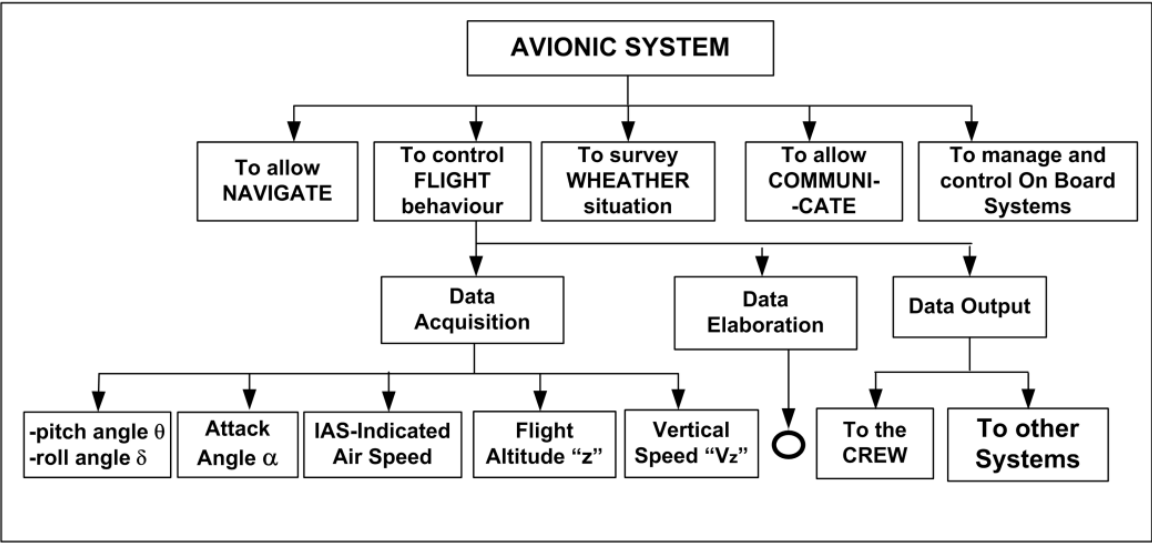 AVIONIC SYSTEM
To allow
NAVIGATE
To control
FLIGHT
behaviour
To survey
WHEATHER
situation
To allow
COMMUNI-
-CATE
To manage and
control On Board
Systems
Data
Acquisition
Data
Elaboration
Data Output
-pitch angle θ
-roll angle δ
Attack
Angle α
IAS-Indicated
Air Speed
Flight
Altitude “z”
Vertical
Speed “Vz”
To the
CREW
To other
Systems